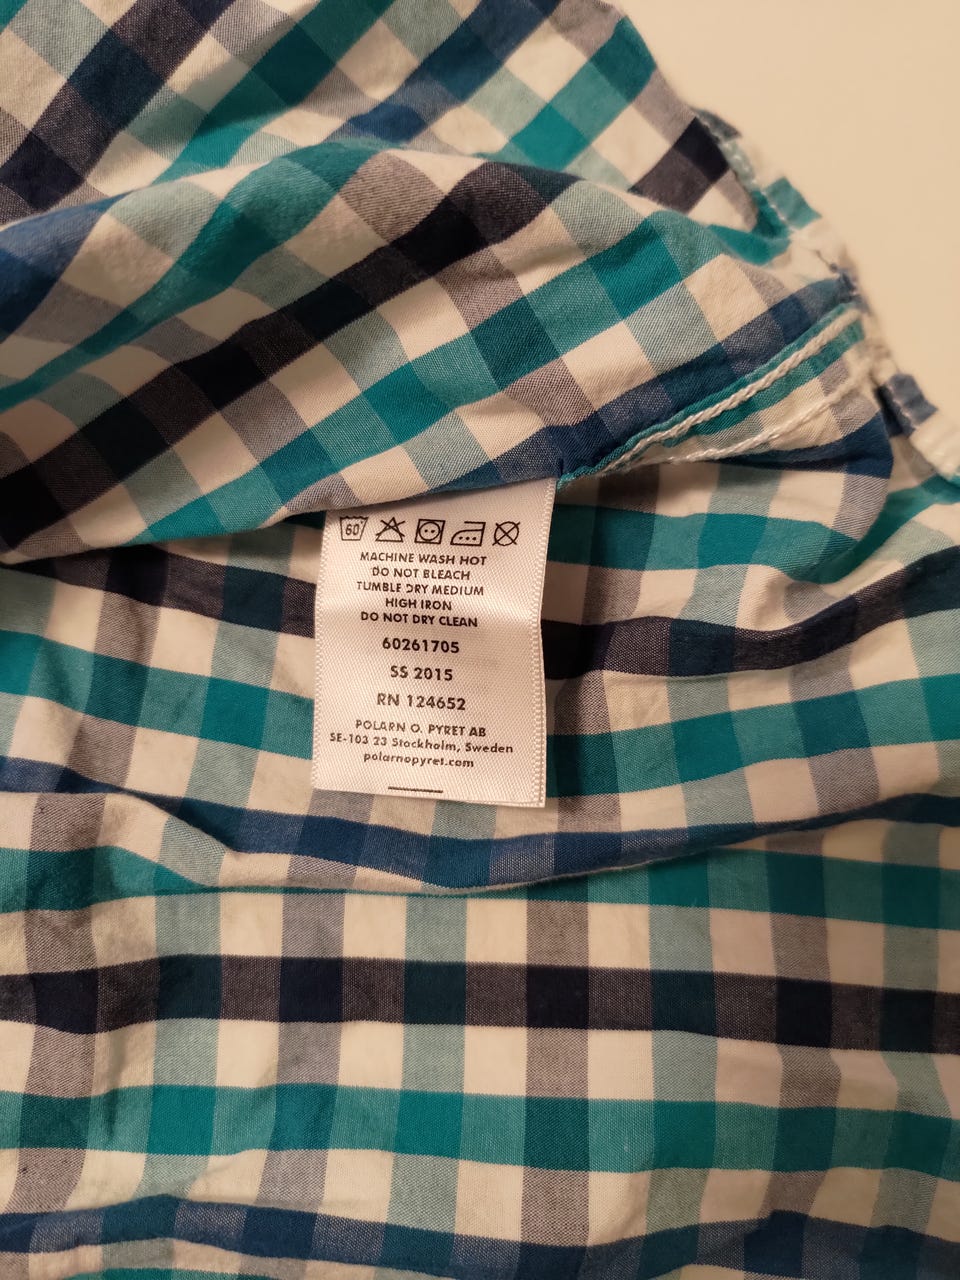 60
MACHINE WASH HOT
DO NOT BLEACH
TUMBLE DRY MEDIUM
HIGH IRON
DO NOT DRY CLEAN
60261705
SS 2015
RN 124652
POLARN O. PYRET AB
SE-103 23 Stockholm, Sweden
polarnopyret.com